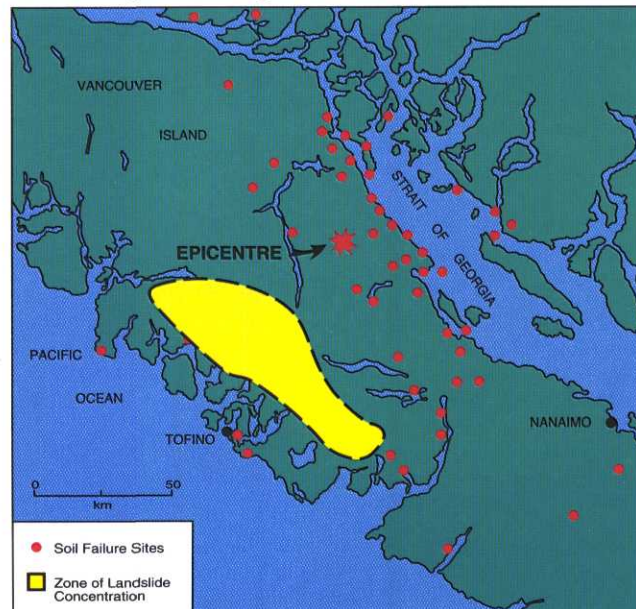 VANCOUVER
ISLAND
STRAIT OF GEORGIA
EPICENTRE
PACIFIC
OCEAN
TOFINO
NANAIMO
0 50
km
Soil Failure Sites
Zone of Landslide
Concentration